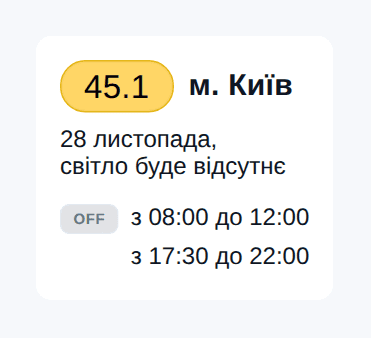 45.1 м. Київ
28 листопада,
світло буде відсутнє
OFF з 08:00 до 12:00
з 17:30 до 22:00